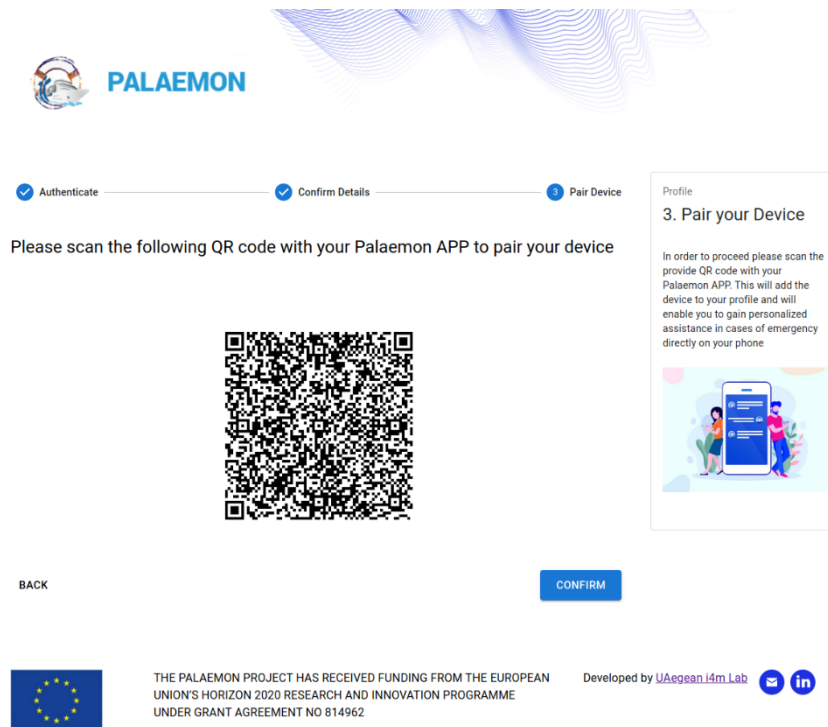 PALAEMON
Authenticate
Confirm Details
3 Pair Device
Please scan the following QR code with your Palaemon APP to pair your device
Profile
3. Pair your Device
In order to proceed please scan the
provide QR code with your
Palaemon APP. This will add the
device to your profile and will
enable you to gain personalized
assistance in cases of emergency
directly on your phone
BACK
CONFIRM
THE PALAEMON PROJECT HAS RECEIVED FUNDING FROM THE EUROPEAN
UNION'S HORIZON 2020 RESEARCH AND INNOVATION PROGRAMME
UNDER GRANT AGREEMENT NO 814962
Developed by UAegean i4m Lab
in